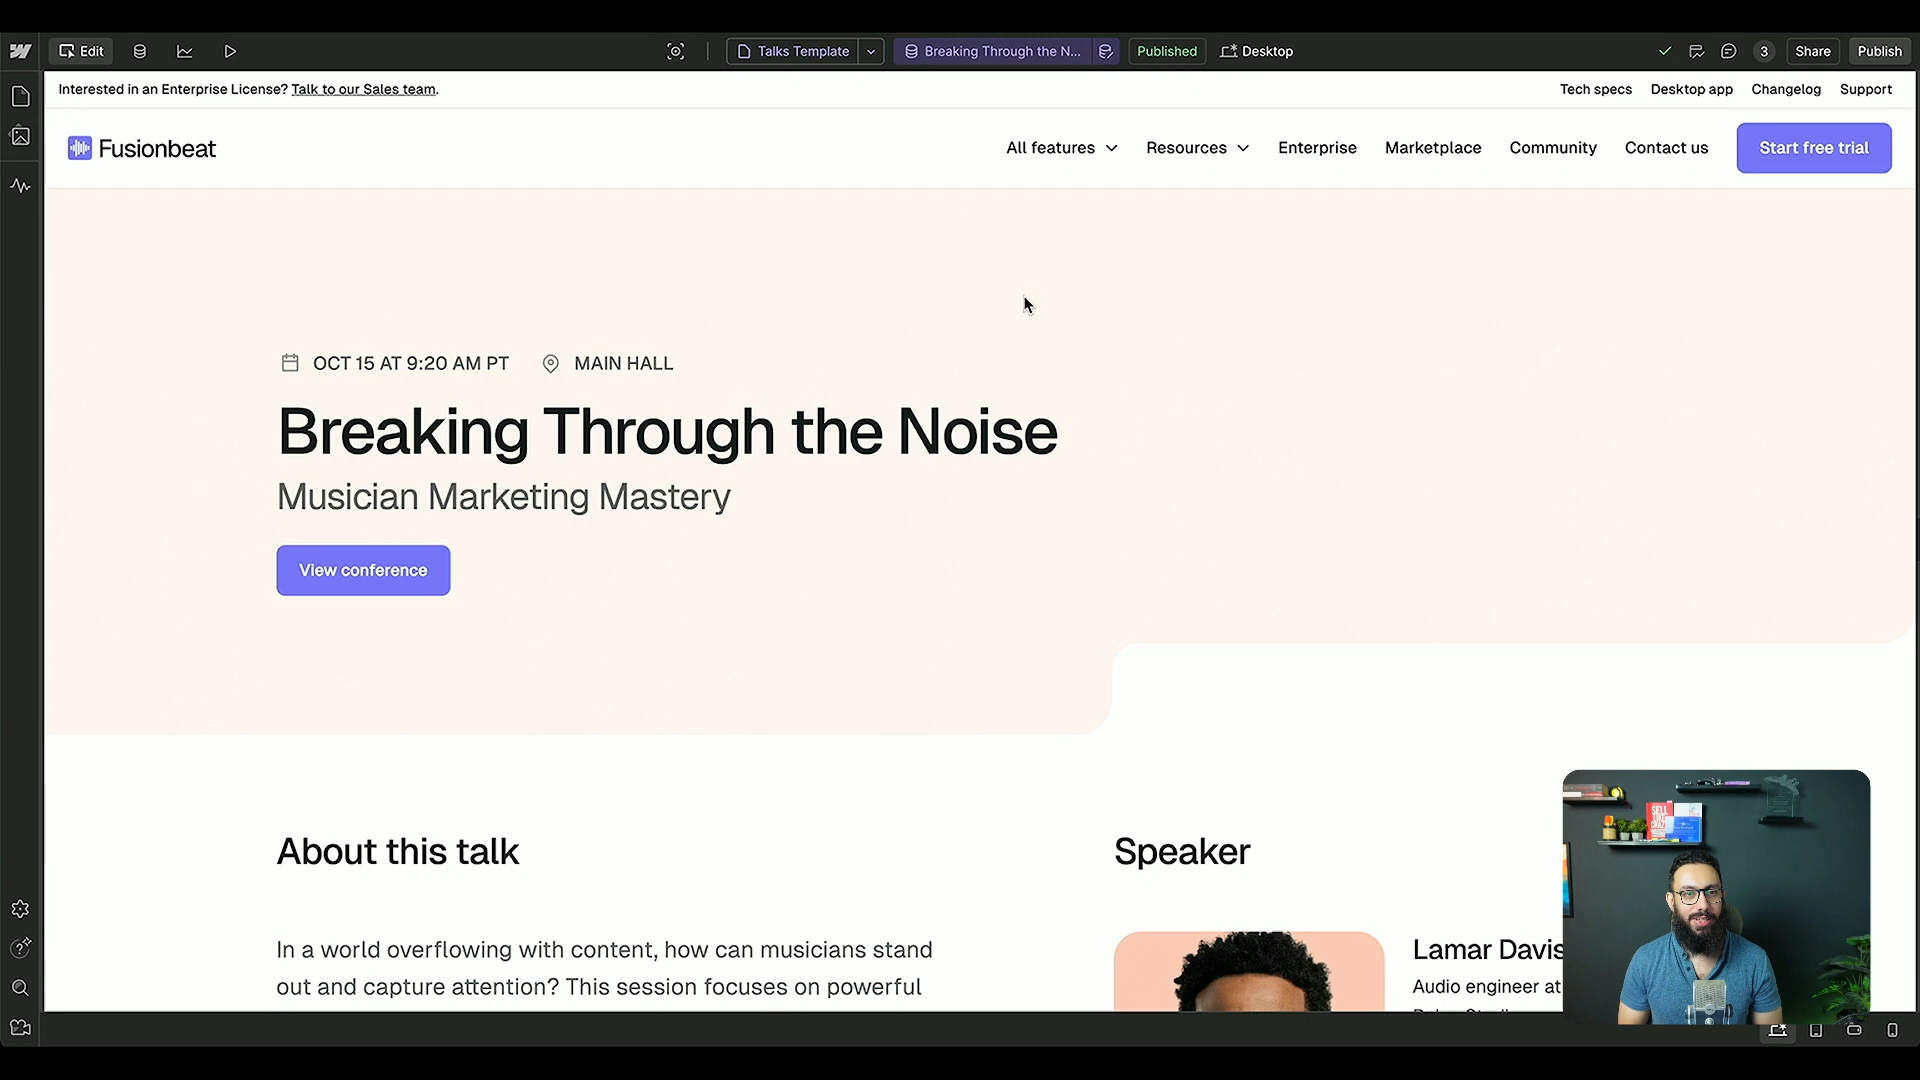 Edit
Talks Template
Breaking Through the N...
Published
Desktop
3
Share
Publish
Interested in an Enterprise License? Talk to our Sales team.
Tech specs
Desktop app
Changelog
Support
Fusionbeat
All features
Resources
Enterprise
Marketplace
Community
Contact us
Start free trial
OCT 15 AT 9:20 AM PT
MAIN HALL
Breaking Through the Noise
Musician Marketing Mastery
View conference
About this talk
Speaker
In a world overflowing with content, how can musicians stand
out and capture attention? This session focuses on powerful
Lamar Davis
Audio engineer at
SELL
LIKE
CRAZY